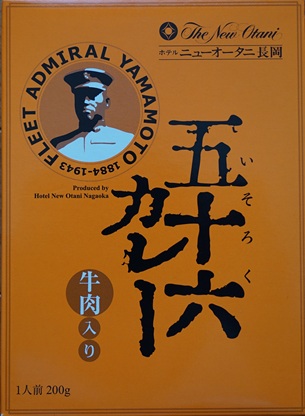 The New Otani
ホテル ニューオータニ長岡
FLEET ADMIRAL YAMAMOTO 1884-1943
Produced by
Hotel New Otani Nagaoka
五十六
いそろく
カレー
牛肉入り
1人前 200g